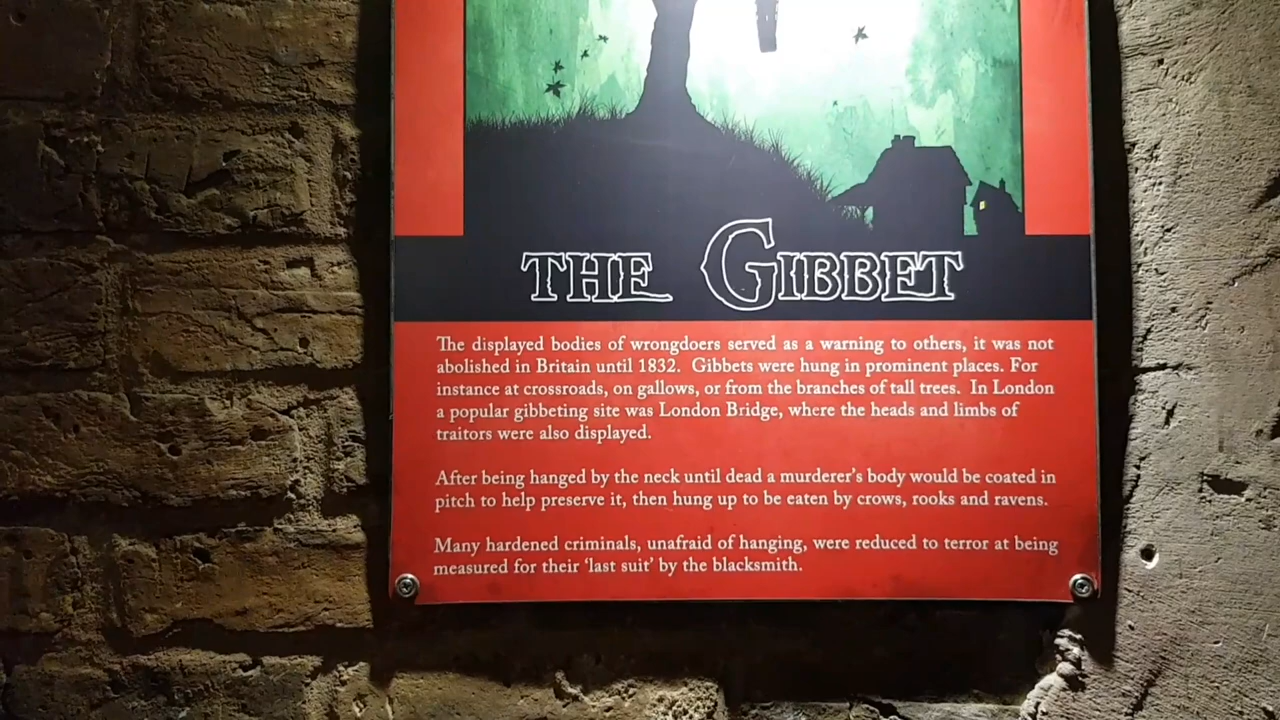 THE GIBBET
The displayed bodies of wrongdoers served as a warning to others, it was not
abolished in Britain until 1832. Gibbets were hung in prominent places. For
instance at crossroads, on gallows, or from the branches of tall trees. In London
a popular gibbeting site was London Bridge, where the heads and limbs of
traitors were also displayed.
After being hanged by the neck until dead a murderer's body would be coated in
pitch to help preserve it, then hung up to be eaten by crows, rooks and ravens.
Many hardened criminals, unafraid of hanging, were reduced to terror at being
measured for their 'last suit' by the blacksmith.